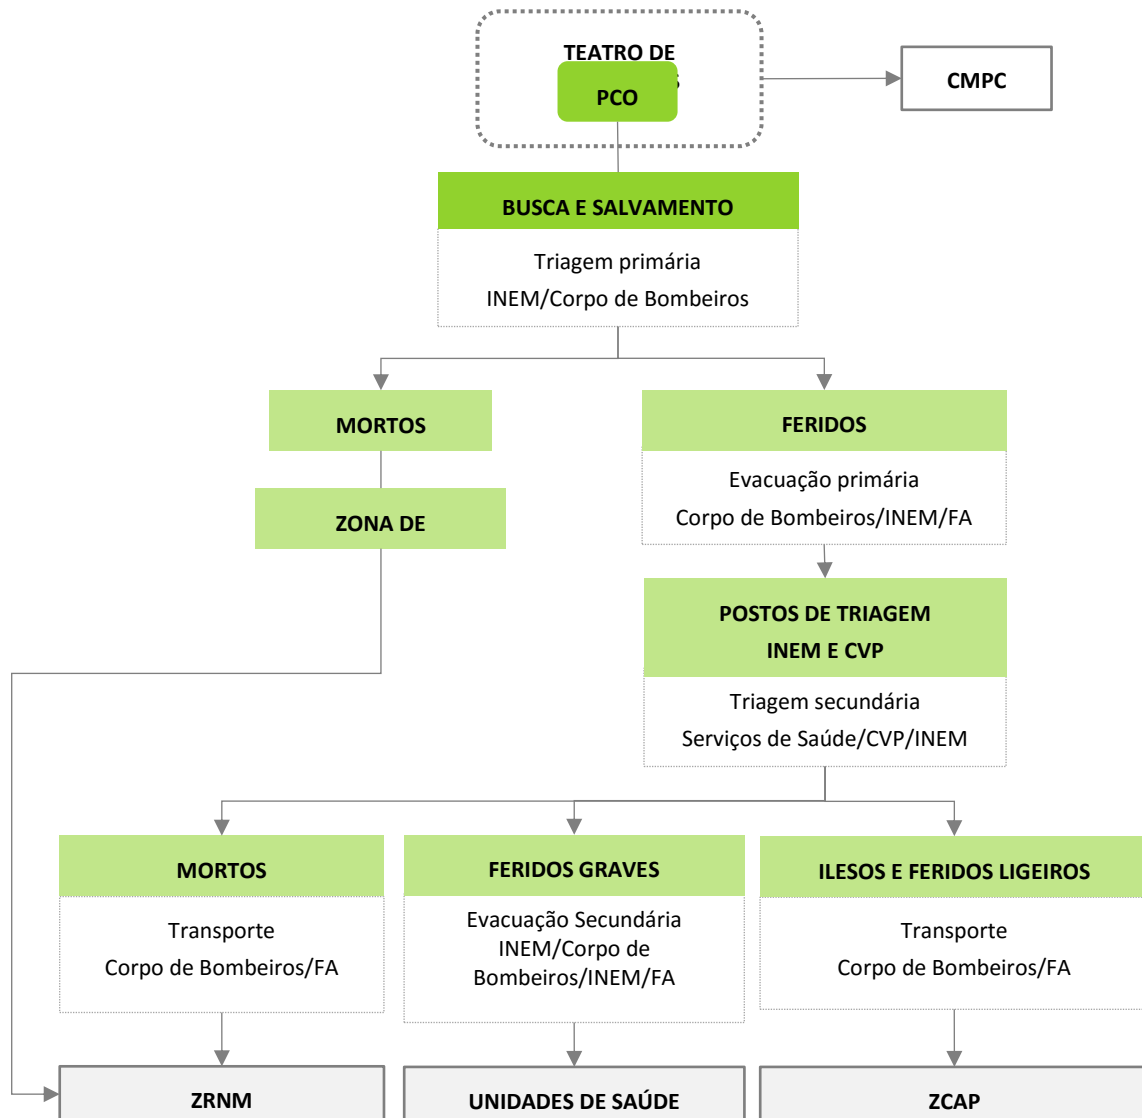 TEATRO DE
PCO
CMPC
BUSCA E SALVAMENTO
Triagem primária
INEM/Corpo de Bombeiros
MORTOS
FERIDOS
Evacuação primária
Corpo de Bombeiros/INEM/FA
ZONA DE
POSTOS DE TRIAGEM
INEM E CVP
Triagem secundária
Serviços de Saúde/CVP/INEM
MORTOS
Transporte
Corpo de Bombeiros/FA
FERIDOS GRAVES
Evacuação Secundária
INEM/Corpo de
Bombeiros/INEM/FA
ILESOS E FERIDOS LIGEIROS
Transporte
Corpo de Bombeiros/FA
ZRNM
UNIDADES DE SAÚDE
ZCAP